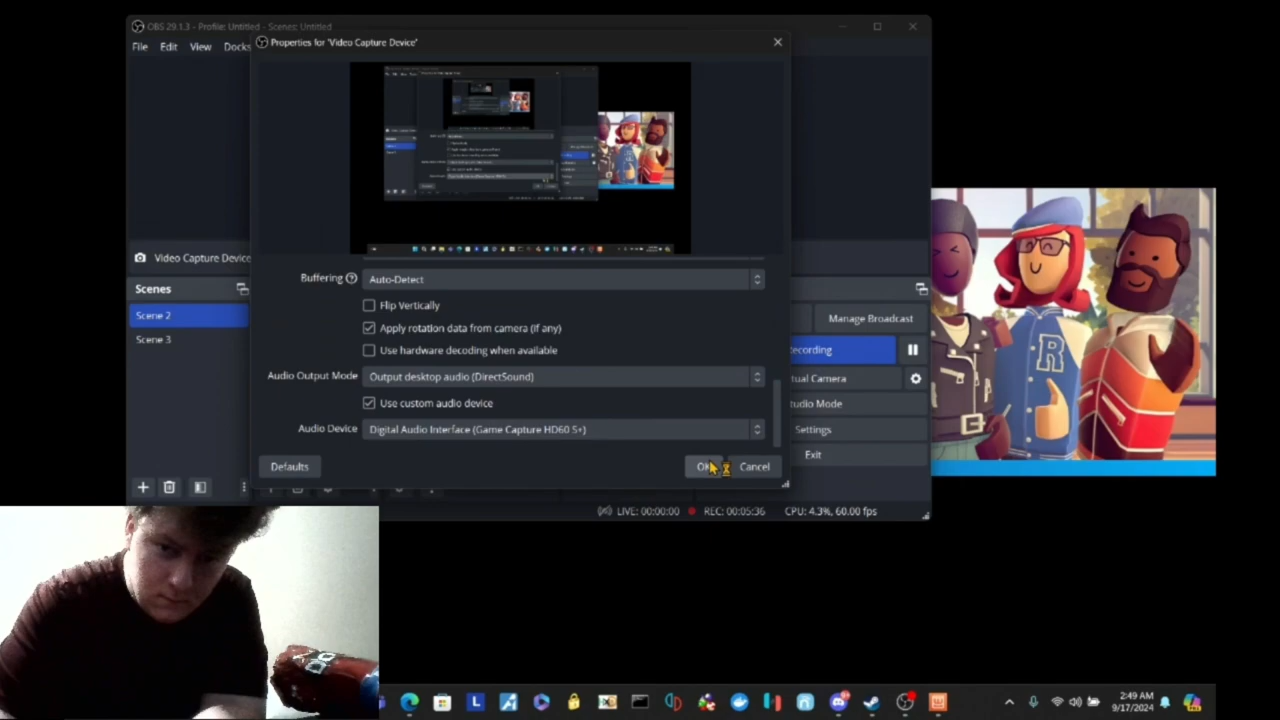 OBS 29.1.3 - Profile: Untitled - Scenes: Untitled
File Edit View Docks
Properties for 'Video Capture Device'
Video Capture Device
Buffering
Auto-Detect
Flip Vertically
Apply rotation data from camera (if any)
Use hardware decoding when available
Audio Output Mode
Output desktop audio (DirectSound)
Use custom audio device
Audio Device
Digital Audio Interface (Game Capture HD60 S+)
Defaults
OK
Cancel
Scenes
Scene 2
Scene 3
Manage Broadcast
ecording
tual Camera
tudio Mode
Settings
Exit
LIVE: 00:00:00
REC: 00:05:36
CPU: 4.3%, 60.00 fps
R
2:49 AM
9/17/2024